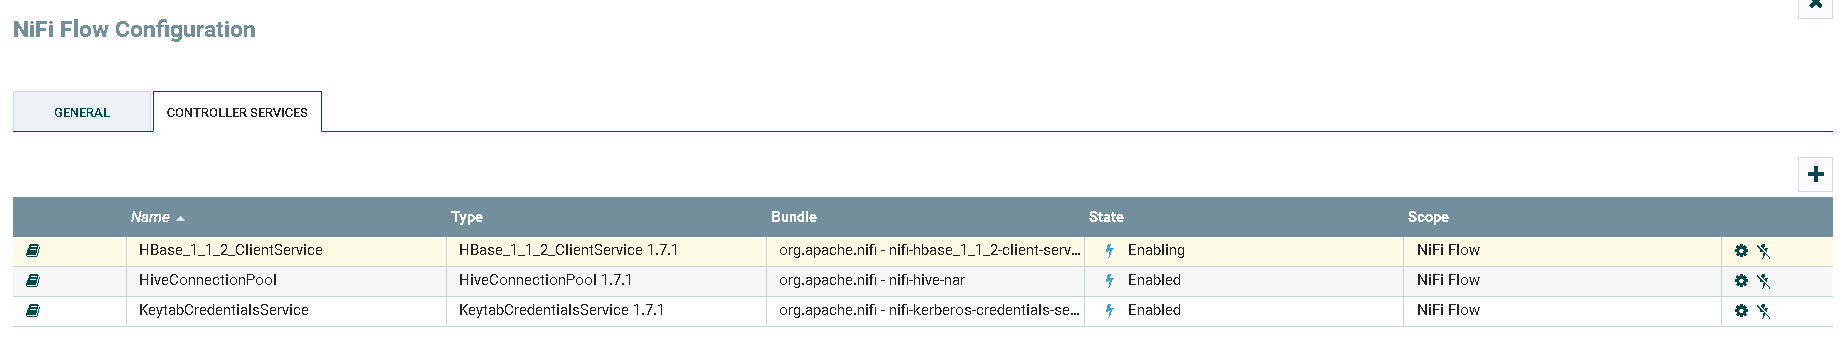 NiFi Flow Configuration
GENERAL CONTROLLER SERVICES
Name Type Bundle State Scope
HBase_1_1_2_ClientService HBase_1_1_2_ClientService 1.7.1 org.apache.nifi - nifi-hbase_1_1_2-client-serv... Enabling NiFi Flow
HiveConnectionPool HiveConnectionPool 1.7.1 org.apache.nifi - nifi-hive-nar Enabled NiFi Flow
KeytabCredentialsService KeytabCredentialsService 1.7.1 org.apache.nifi - nifi-kerberos-credentials-se... Enabled NiFi Flow